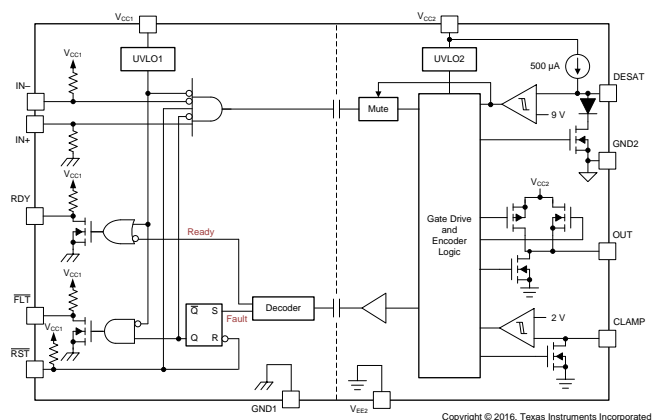 VCC1
VCC2
UVLO1
UVLO2
VCC1
500 µA
DESAT
IN–
Mute
9 V
IN+
GND2
VCC1
RDY
VCC2
Ready
Gate Drive
and
Encoder
Logic
OUT
VCC1
FLT
Q S
Decoder
2 V
VCC1
Fault
CLAMP
Q R
RST
GND1
VEE2
Copyright © 2016, Texas Instruments Incorporated